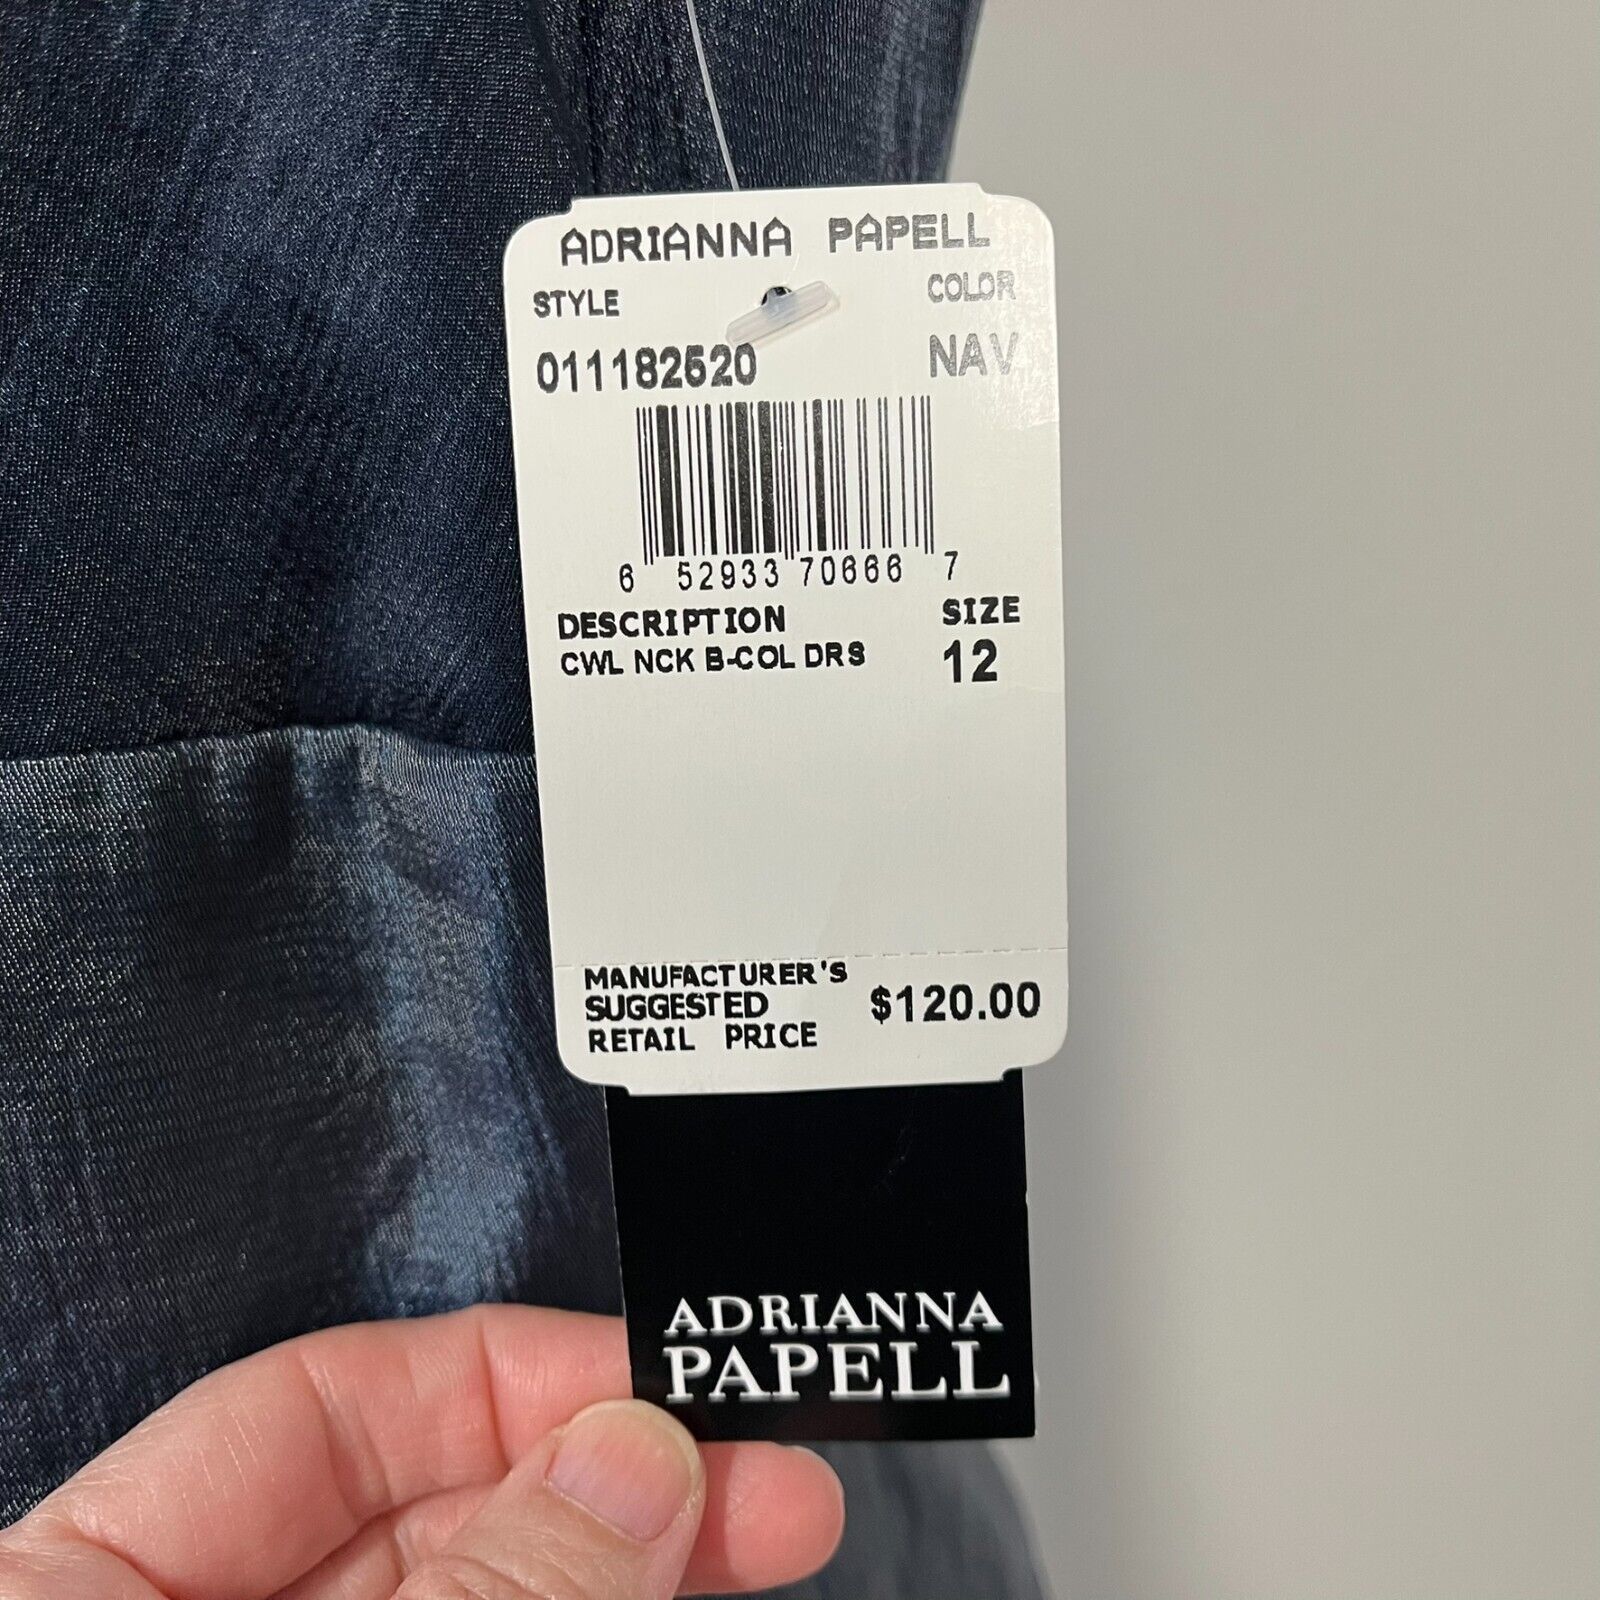 ADRIANNA PAPELL
STYLE COLOR
011182520 NAV
6 52933 70666 7
DESCRIPTION SIZE
CWL NCK B-COL DRS 12
MANUFACTURER'S
SUGGESTED $120.00
RETAIL PRICE
ADRIANNA
PAPELL